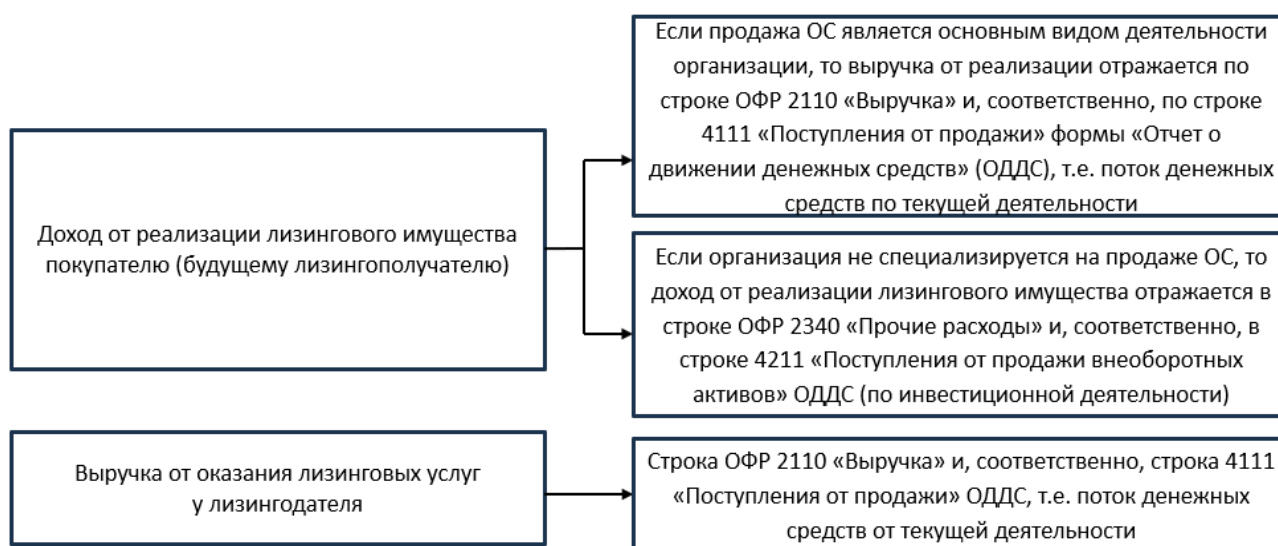 Доход от реализации лизингового имущества
покупателю (будущему лизингополучателю)
Если продажа ОС является основным видом деятельности
организации, то выручка от реализации отражается по
строке ОФР 2110 «Выручка» и, соответственно, по строке
4111 «Поступления от продажи» формы «Отчет о
движении денежных средств» (ОДДС), т.е. поток денежных
средств по текущей деятельности
Если организация не специализируется на продаже ОС, то
доход от реализации лизингового имущества отражается в
строке ОФР 2340 «Прочие расходы» и, соответственно, в
строке 4211 «Поступления от продажи внеоборотных
активов» ОДДС (по инвестиционной деятельности)
Выручка от оказания лизинговых услуг
у лизингодателя
Строка ОФР 2110 «Выручка» и, соответственно, строка 4111
«Поступления от продажи» ОДДС, т.е. поток денежных
средств от текущей деятельности